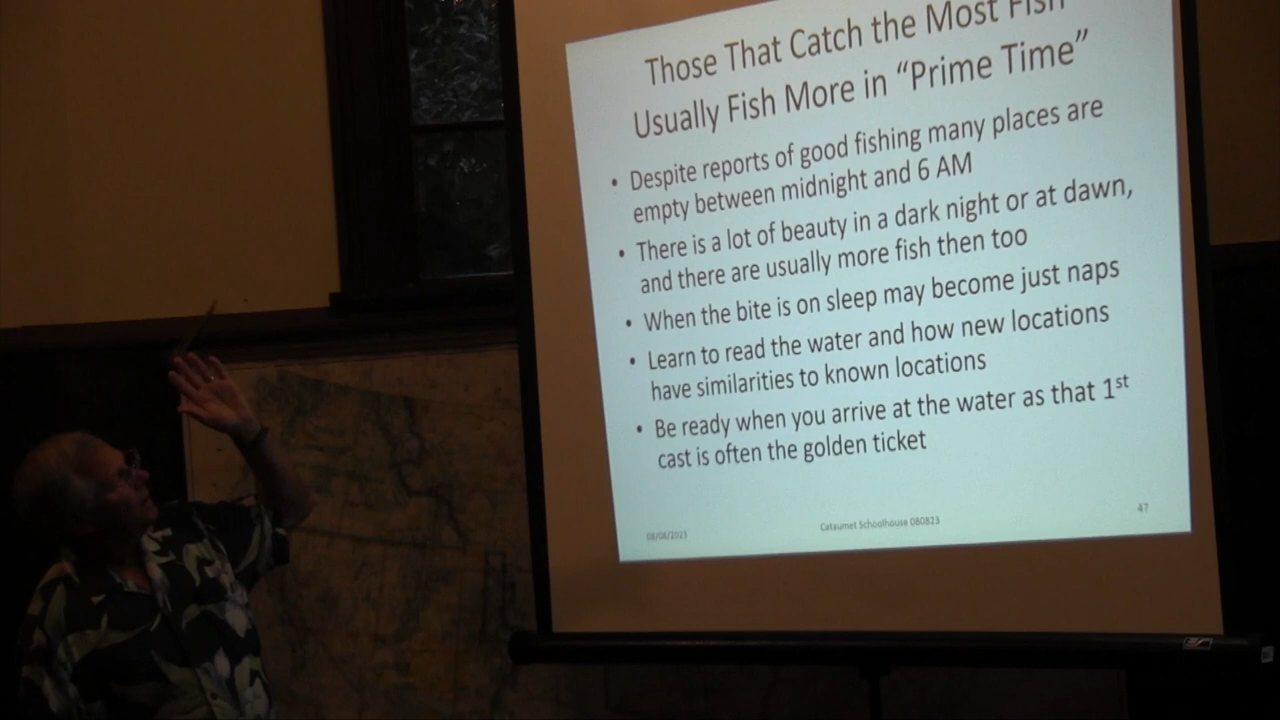 Those That Catch the Most Fish
Usually Fish More in “Prime Time”
• Despite reports of good fishing many places are
empty between midnight and 6 AM
• There is a lot of beauty in a dark night or at dawn,
and there are usually more fish then too
• When the bite is on sleep may become just naps
• Learn to read the water and how new locations
have similarities to known locations
• Be ready when you arrive at the water as that 1st
cast is often the golden ticket
08/08/2023
Cataumet Schoolhouse 080823
47